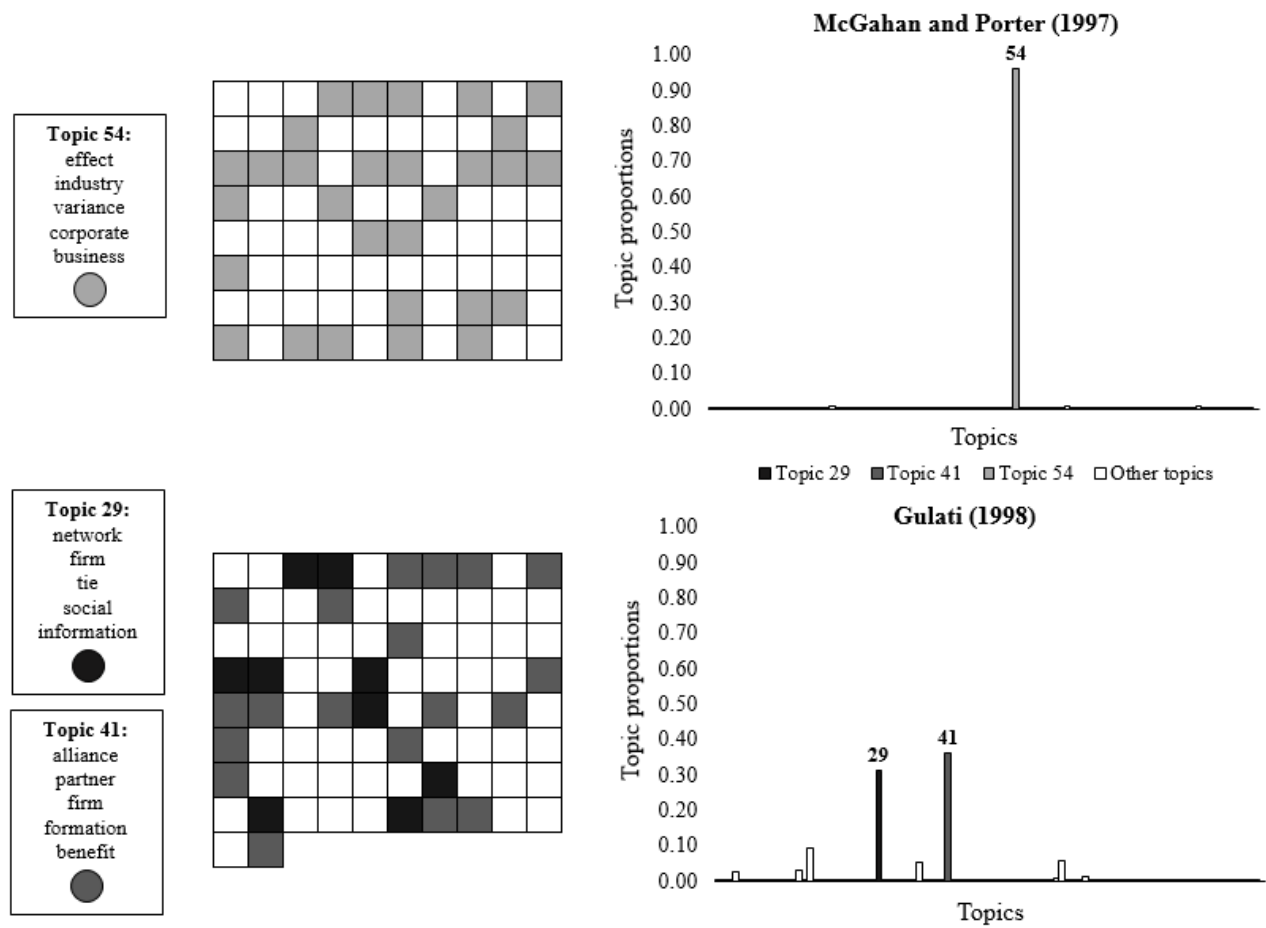 Topic 54:
effect
industry
variance
corporate
business
McGahan and Porter (1997)
Topic proportions
1.00
0.90
0.80
0.70
0.60
0.50
0.40
0.30
0.20
0.10
0.00
54
Topics
Topic 29 Topic 41 Topic 54 Other topics
Topic 29:
network
firm
tie
social
information
Topic 41:
alliance
partner
firm
formation
benefit
Gulati (1998)
Topic proportions
1.00
0.90
0.80
0.70
0.60
0.50
0.40
0.30
0.20
0.10
0.00
29
41
Topics